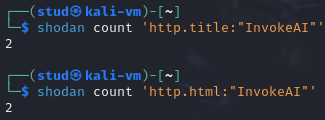 ┌──(stud㉿kali-vm)-[~]
└─$ shodan count 'http.title:"InvokeAI"'
2
┌──(stud㉿kali-vm)-[~]
└─$ shodan count 'http.html:"InvokeAI"'
2